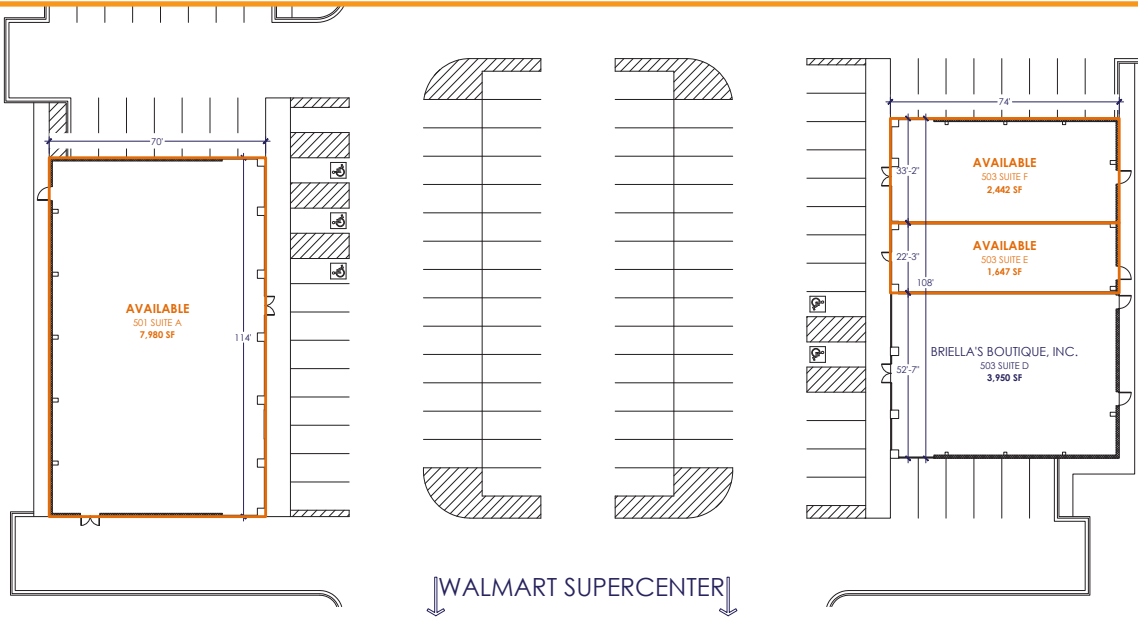 70'
AVAILABLE
501 SUITE A
7,980 SF
114'
74'
33'-2"
AVAILABLE
503 SUITE F
2,442 SF
22'-3"
AVAILABLE
503 SUITE E
1,647 SF
108'
52'-7"
BRIELLA'S BOUTIQUE, INC.
503 SUITE D
3,950 SF
WALMART SUPERCENTER